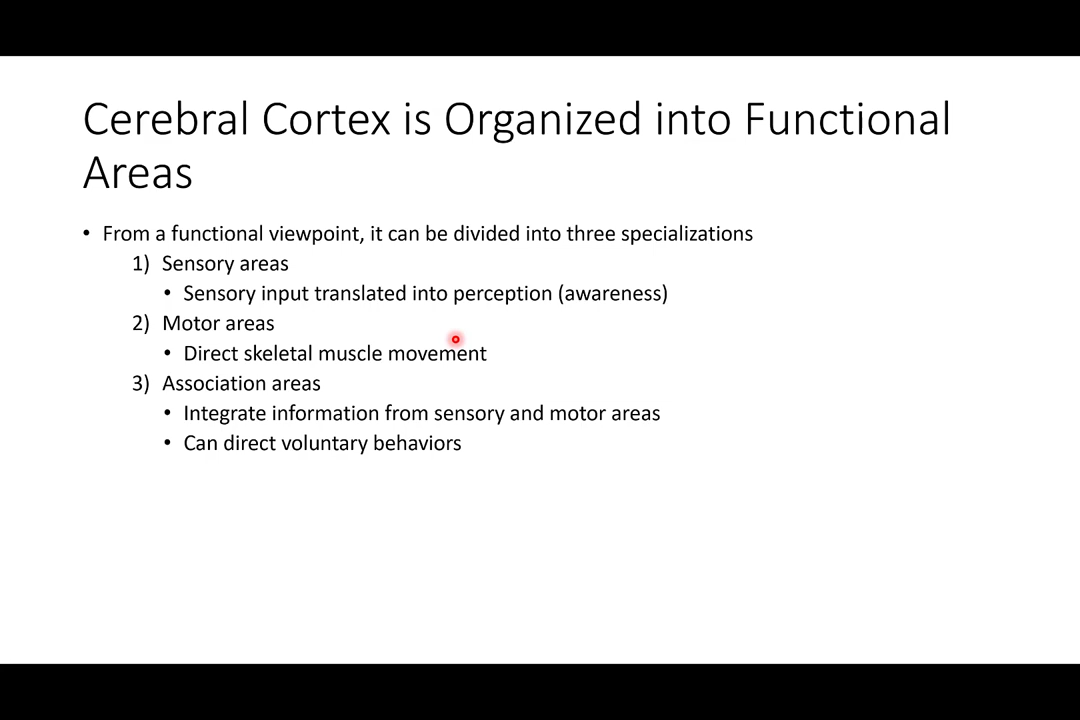 Cerebral Cortex is Organized into Functional
Areas
• From a functional viewpoint, it can be divided into three specializations
1) Sensory areas
• Sensory input translated into perception (awareness)
2) Motor areas
• Direct skeletal muscle movement
3) Association areas
• Integrate information from sensory and motor areas
• Can direct voluntary behaviors